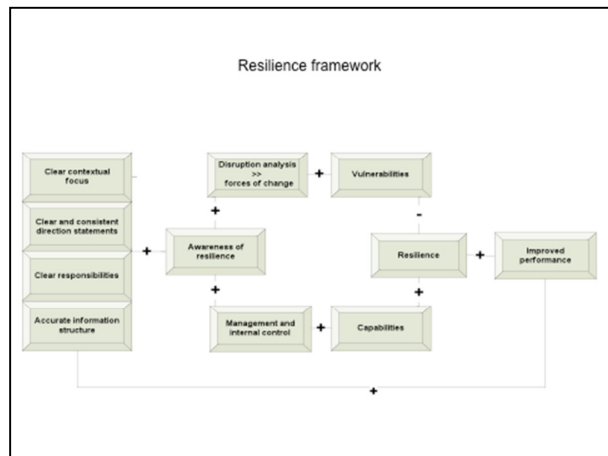 Resilience framework
Clear contextual
focus
Clear and consistent
direction statements
Clear responsibilities
Accurate information
structure
+
Awareness of
resilience
+
+
Disruption analysis
>>
forces of change
+
Vulnerabilities
-
Management and
internal control
+
Capabilities
+
Resilience
+
Improved
performance
+